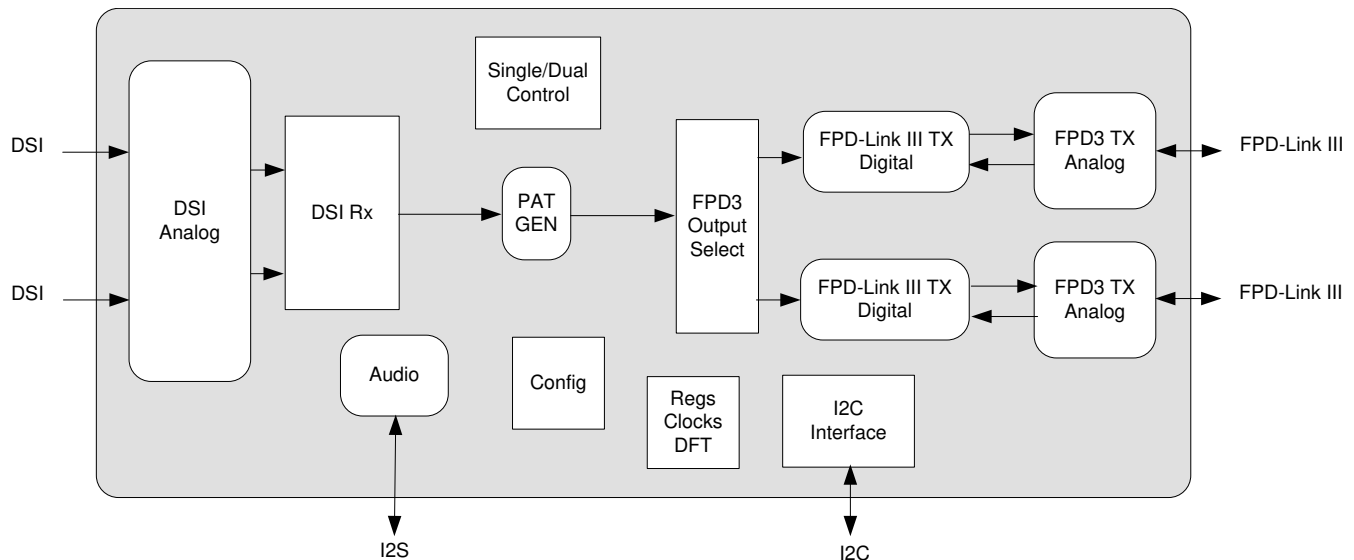 Single/Dual
Control
DSI
DSI
Analog
DSI Rx
PAT
GEN
FPD3
Output
Select
FPD-Link III TX
Digital
FPD3 TX
Analog
FPD-Link III
DSI
FPD-Link III TX
Digital
FPD3 TX
Analog
FPD-Link III
Audio
Config
Regs
Clocks
DFT
I2C
Interface
I2S
I2C